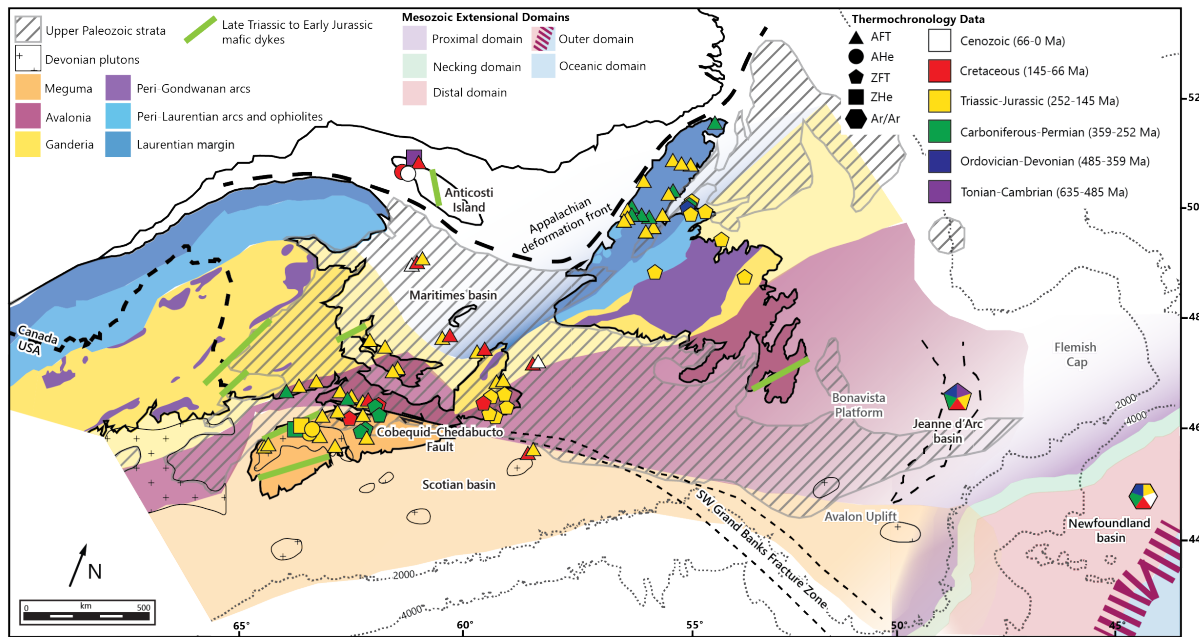 Upper Paleozoic strata
Late Triassic to Early Jurassic
mafic dykes
Devonian plutons
Meguma
Peri-Gondwanan arcs
Avalonia
Peri-Laurentian arcs and ophiolites
Ganderia
Laurentian margin
Mesozoic Extensional Domains
Proximal domain
Outer domain
Necking domain
Oceanic domain
Distal domain
Thermochronology Data
AFT
AHe
ZFT
ZHe
Ar/Ar
Cenozoic (66-0 Ma)
Cretaceous (145-66 Ma)
Triassic-Jurassic (252-145 Ma)
Carboniferous-Permian (359-252 Ma)
Ordovician-Devonian (485-359 Ma)
Tonian-Cambrian (635-485 Ma)
52
50
48
46
44
Anticosti
Island
Appalachian
deformation front
Maritimes basin
Canada
USA
Flemish
Cap
Bonavista
Platform
2000
4000
Jeanne d'Arc
basin
Cobequid-Chedabucto
Fault
Scotian basin
SW Grand Banks Fracture Zone
Avalon Uplift
Newfoundland
basin
2000
4000
N
0 km 500
65°
60°
55°
50°
45°